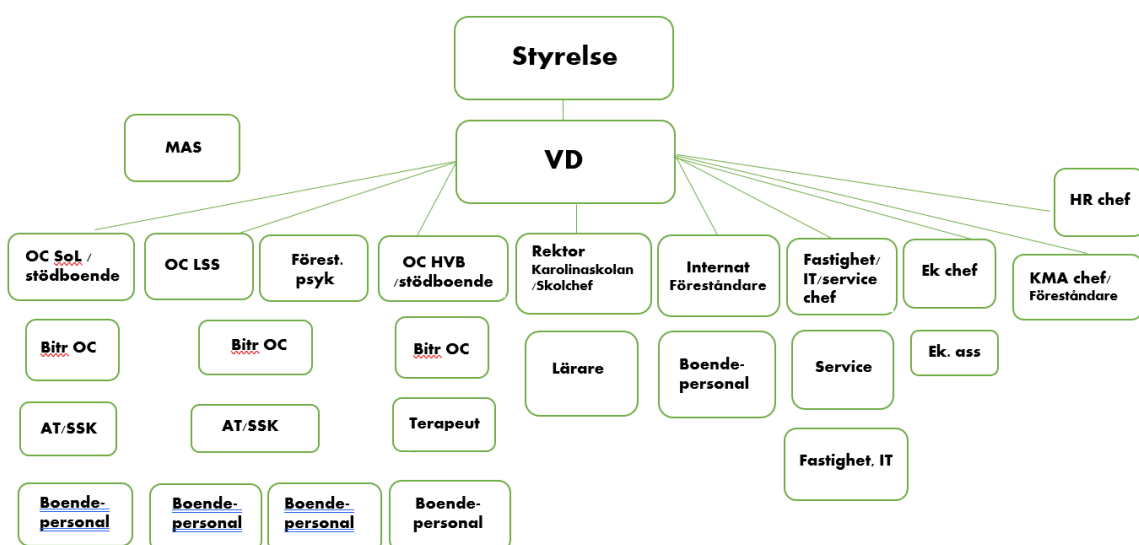 Styrelse
MAS
VD
HR chef
OC SoL /
stödboende
OC LSS
Förest.
psyk
OC HVB
/stödboende
Rektor
Karolinaskolan
/Skolchef
Internat
Föreståndare
Fastighet/
IT/service
chef
Ek chef
KMA chef/
Föreståndare
Bitr OC
Bitr OC
Bitr OC
Lärare
Boende-
personal
Service
Ek. ass
AT/SSK
AT/SSK
Terapeut
Fastighet, IT
Boende-
personal
Boende-
personal
Boende-
personal
Boende-
personal